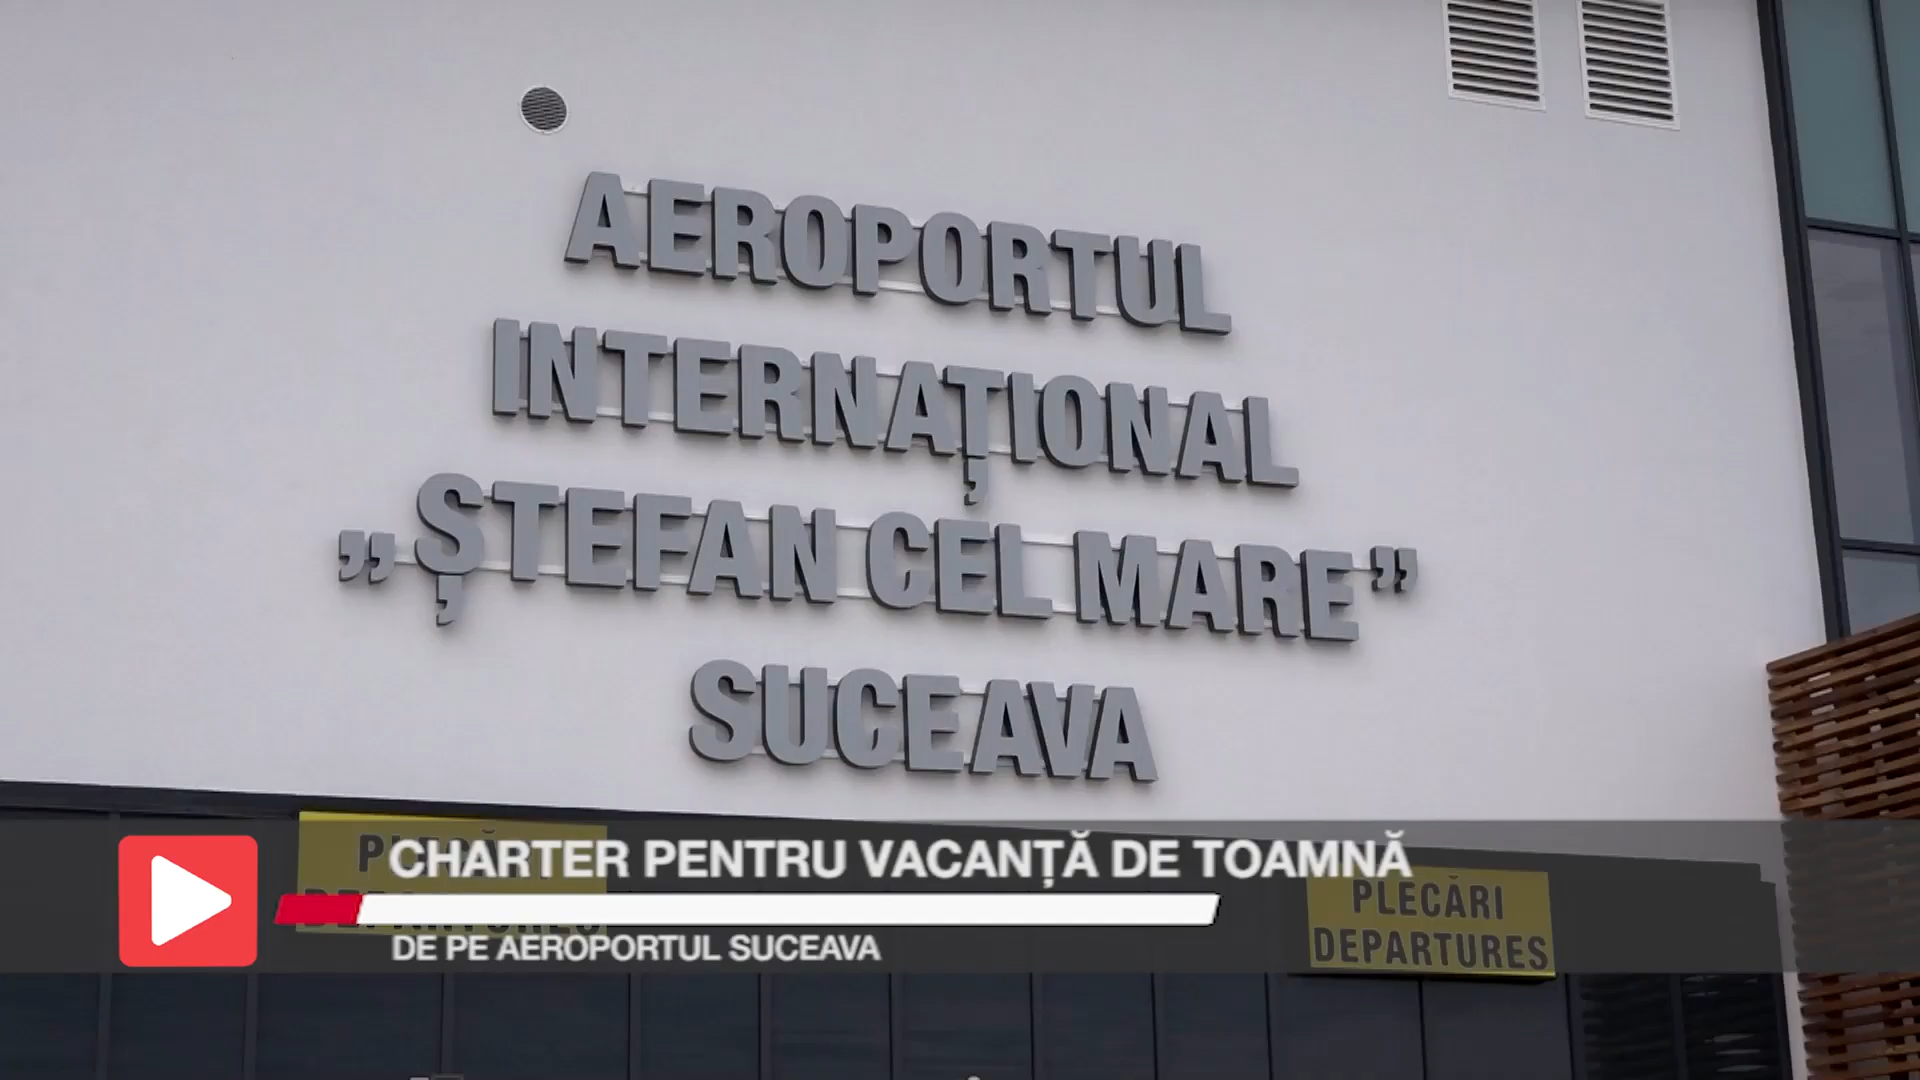 AEROPORTUL
INTERNAȚIONAL
„ȘTEFAN CEL MARE”
SUCEAVA
CHARTER PENTRU VACANȚĂ DE TOAMNĂ
DE PE AEROPORTUL SUCEAVA
PLECĂRI
DEPARTURES